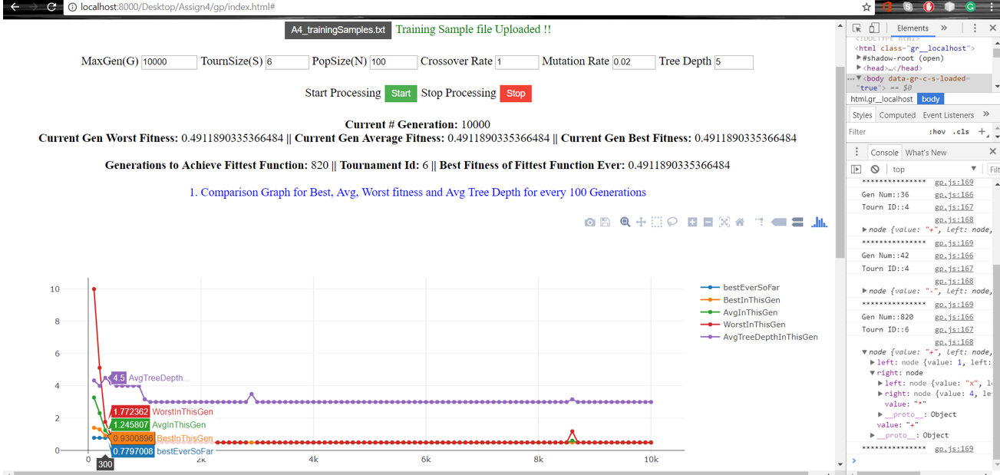 localhost:8000/Desktop/Assign4/gp/index.html#
A4_trainingSamples.txt Training Sample file Uploaded !!
MaxGen(G) 10000 TournSize(S) 6 PopSize(N) 100 Crossover Rate 1 Mutation Rate 0.02 Tree Depth 5
Start Processing Start Stop Processing Stop
Current # Generation: 10000
Current Gen Worst Fitness: 0.4911890335366484 || Current Gen Average Fitness: 0.4911890335366484 || Current Gen Best Fitness: 0.4911890335366484
Generations to Achieve Fittest Function: 820 || Tournament Id: 6 || Best Fitness of Fittest Function Ever: 0.4911890335366484
1. Comparison Graph for Best, Avg, Worst fitness and Avg Tree Depth for every 100 Generations
10
8
6
4
2
0
4.5 AvgTreeDepth...
1.772362 WorstInThisGen
1.245807 AvgInThisGen
0.9300896 BestInThisGen
0.7797008 bestEverSoFar
300
0
2k
4k
6k
8k
10k
bestEverSoFar
BestInThisGen
AvgInThisGen
WorstInThisGen
AvgTreeDepthInThisGen
Elements
<!DOCTYPE html>
<html class="gr__localhost">
#shadow-root (open)
<head>…</head>
<body data-gr-c-s-loaded=
"true"> == $0
html.gr__localhost body
Styles Computed Event Listeners
Filter :hov .cls
Console What's New
top Filt
*************** gp.js:169
Gen Num::36 gp.js:166
Tourn ID::4 gp.js:167
gp.js:168
node {value: "+", left: node,
*************** gp.js:169
Gen Num::42 gp.js:166
Tourn ID::4 gp.js:167
gp.js:168
node {value: "-", left: node,
*************** gp.js:169
Gen Num::820 gp.js:166
Tourn ID::6 gp.js:167
gp.js:168
node {value: "+", left: node,
left: node {value: 1, left:
right: node
left: node {value: "x", l
right: node {value: 4, le
value: "*"
__proto__: Object
value: "+"
__proto__: Object
*************** gp.js:169